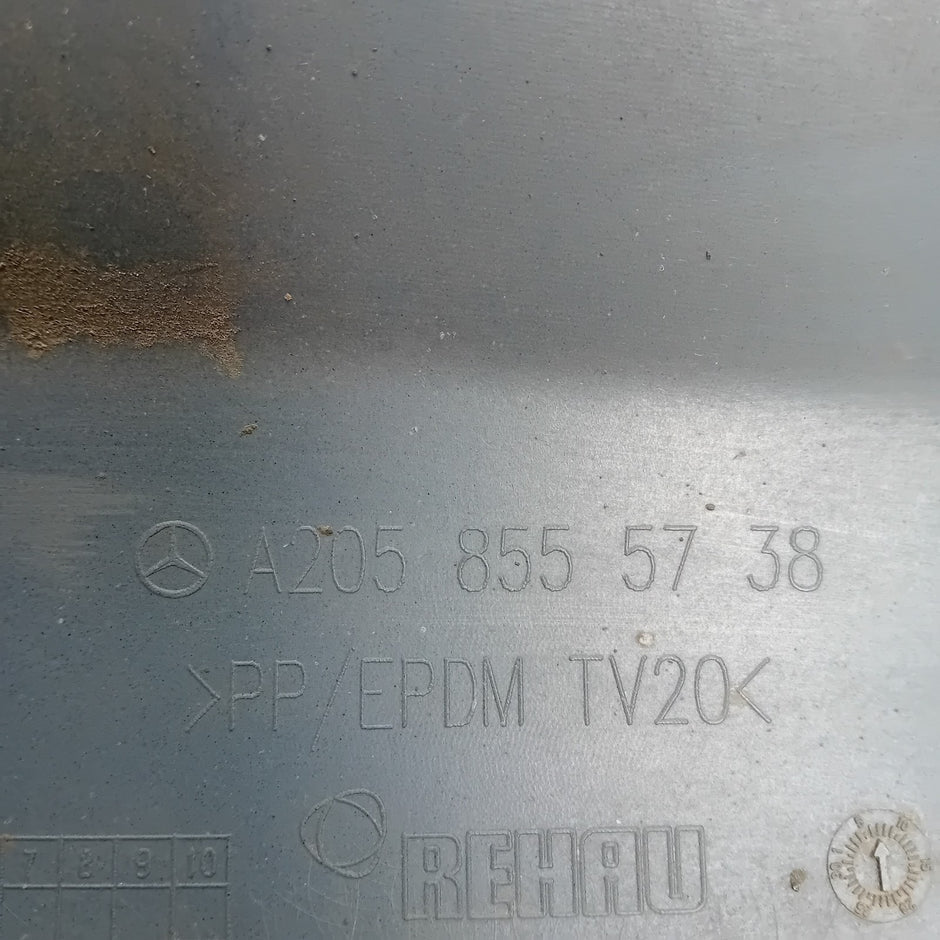 A205 855 57 38
>PP/EPDM TV20<
REHAU
7 8 9 10